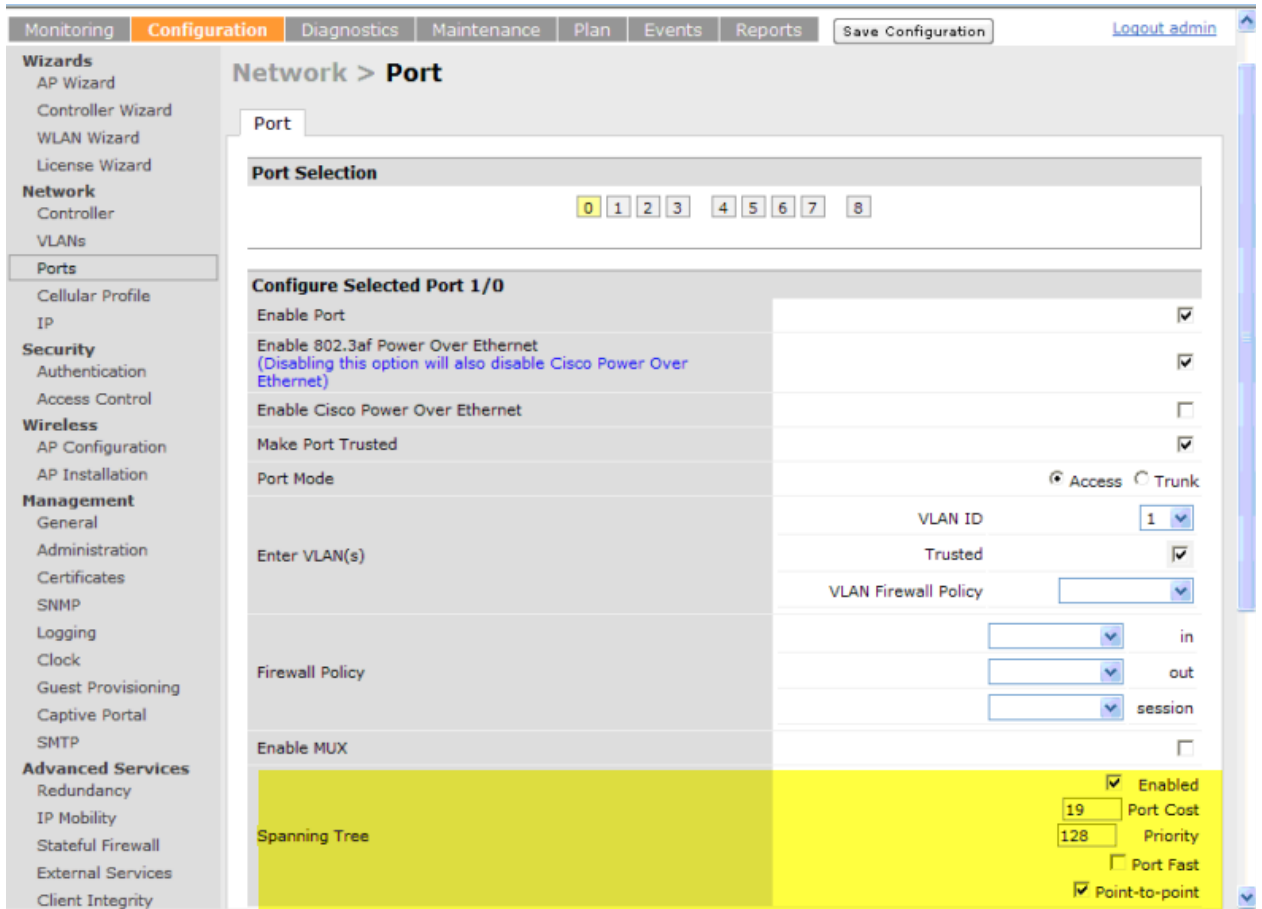 Monitoring Configuration Diagnostics Maintenance Plan Events Reports Save Configuration Logout admin
Wizards
AP Wizard
Controller Wizard
WLAN Wizard
License Wizard
Network
Controller
VLANs
Ports
Cellular Profile
IP
Security
Authentication
Access Control
Wireless
AP Configuration
AP Installation
Management
General
Administration
Certificates
SNMP
Logging
Clock
Guest Provisioning
Captive Portal
SMTP
Advanced Services
Redundancy
IP Mobility
Stateful Firewall
External Services
Client Integrity
Network > Port
Port
Port Selection
0 1 2 3 4 5 6 7 8
Configure Selected Port 1/0
Enable Port
Enable 802.3af Power Over Ethernet
(Disabling this option will also disable Cisco Power Over
Ethernet)
Enable Cisco Power Over Ethernet
Make Port Trusted
Port Mode Access Trunk
Enter VLAN(s)
VLAN ID 1
Trusted
VLAN Firewall Policy
Firewall Policy
in
out
session
Enable MUX
Spanning Tree
Enabled
19 Port Cost
128 Priority
Port Fast
Point-to-point